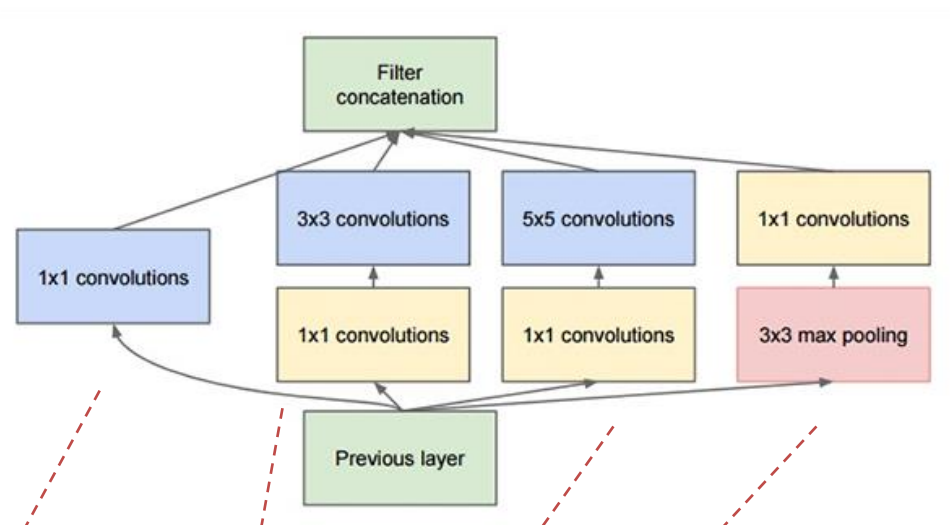 Filter
concatenation
3x3 convolutions
5x5 convolutions
1x1 convolutions
1x1 convolutions
1x1 convolutions
1x1 convolutions
3x3 max pooling
Previous layer